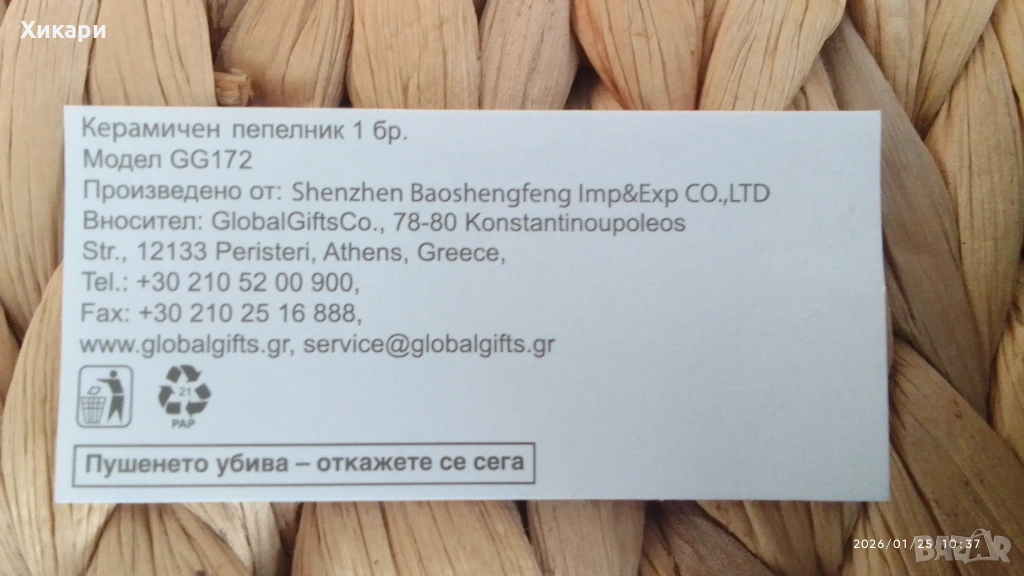 Хикари
Керамичен пепелник 1 бр.
Модел GG172
Произведено от: Shenzhen Baoshengfeng Imp&Exp CO.,LTD
Вносител: GlobalGiftsCo., 78-80 Konstantinoupoleos
Str., 12133 Peristeri, Athens, Greece,
Tel.: +30 210 52 00 900,
Fax: +30 210 25 16 888,
www.globalgifts.gr, service@globalgifts.gr
21
PAP
Пушенето убива – откажете се сега
2026/01/25 10:37
BAZAR